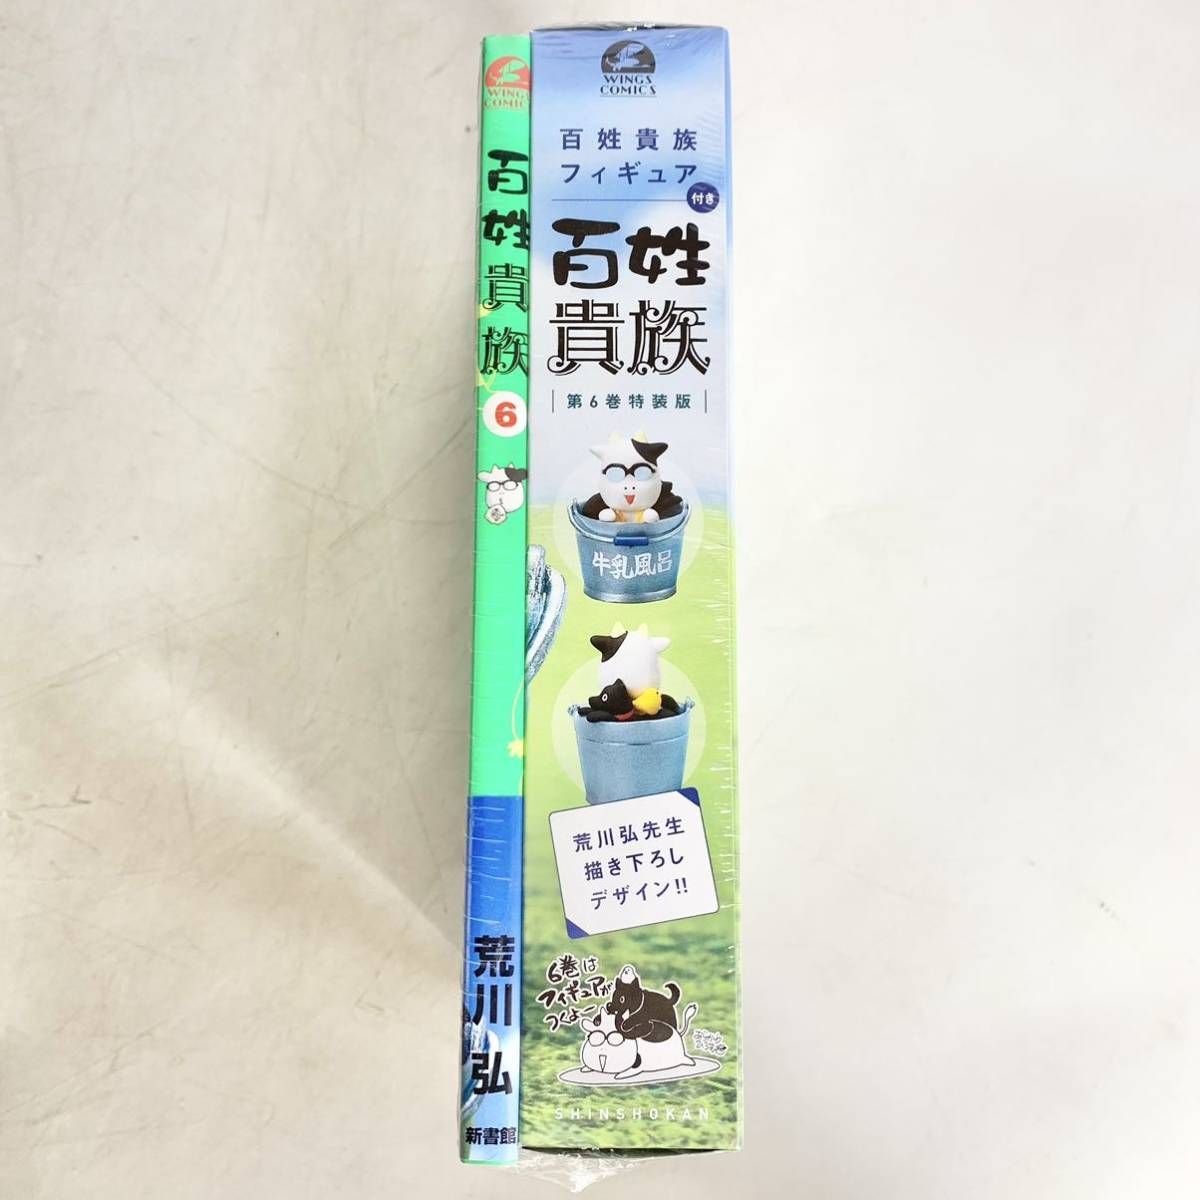 WINGS
COMICS
百姓貴族
6
荒川弘
新書館
WINGS
COMICS
百姓貴族
フィギュア
付き
百姓
貴族
第6巻特装版
牛乳風呂
荒川弘先生
描き下ろし
デザイン!!
6巻は
フィギュアが
つくよー
SHINSHOKAN